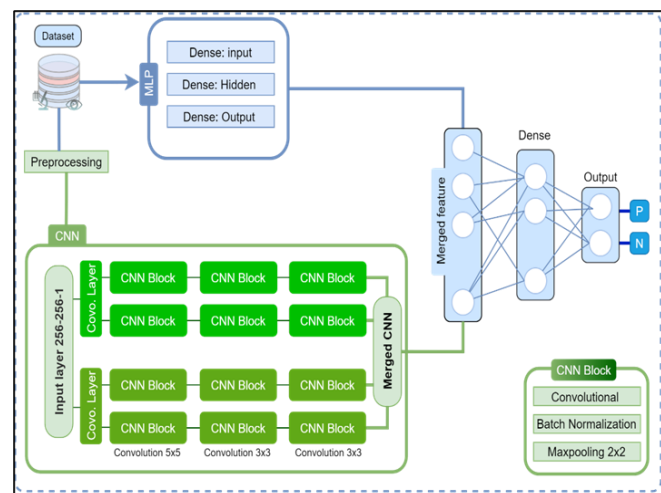 Dataset
MLP
Dense: input
Dense: Hidden
Dense: Output
Preprocessing
CNN
Input layer 256-256-1
Covo. Layer
CNN Block
CNN Block
CNN Block
CNN Block
CNN Block
CNN Block
Covo. Layer
CNN Block
CNN Block
CNN Block
CNN Block
CNN Block
CNN Block
Convolution 5x5
Convolution 3x3
Convolution 3x3
Merged CNN
Merged feature
Dense
Output
P
N
CNN Block
Convolutional
Batch Normalization
Maxpooling 2x2